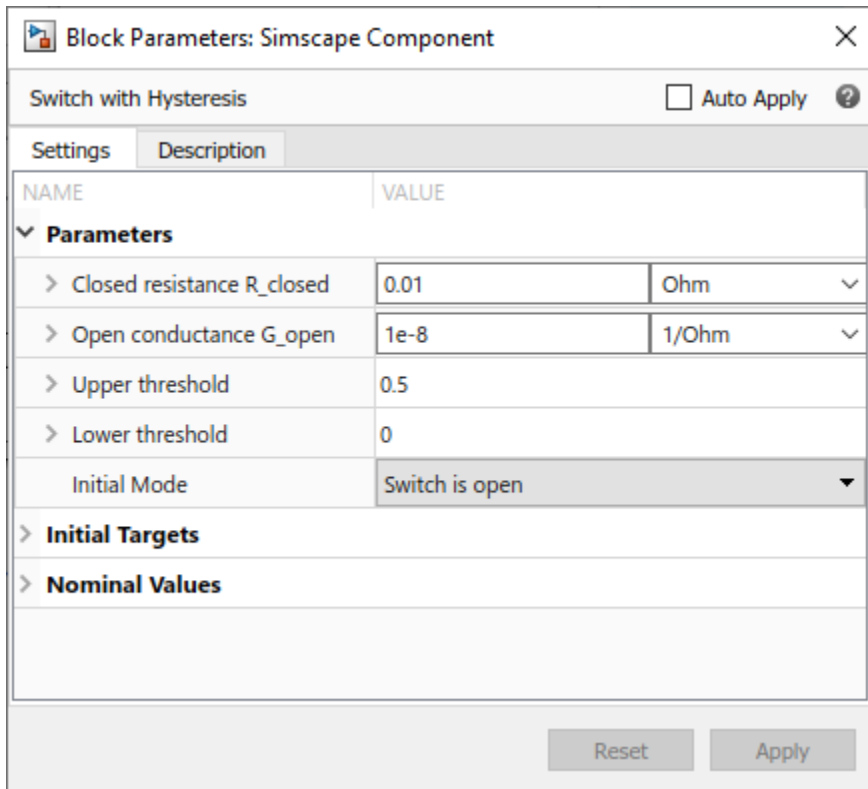 Block Parameters: Simscape Component
Switch with Hysteresis Auto Apply
Settings Description
NAME VALUE
Parameters
Closed resistance R_closed 0.01 Ohm
Open conductance G_open 1e-8 1/Ohm
Upper threshold 0.5
Lower threshold 0
Initial Mode Switch is open
Initial Targets
Nominal Values
Reset Apply